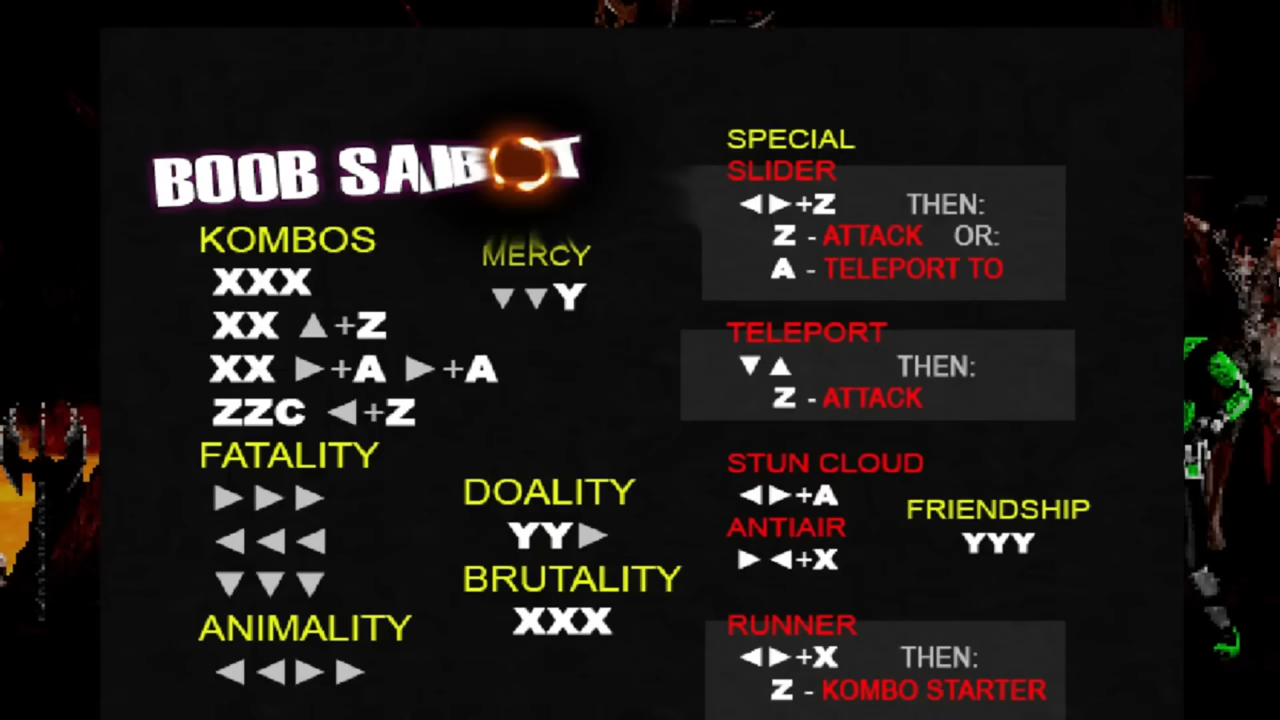 BOOB SAIBOT
KOMBOS
XXX
XX ▲+Z
XX ▶+A ▶+A
ZZC ◀+Z
MERCY
▼▼Y
FATALITY
▶▶▶
◀◀◀
▼▼▼
ANIMALITY
◀◀▶▶
DOALITY
YY▶
BRUTALITY
XXX
SPECIAL
SLIDER
◀▶+Z THEN:
Z - ATTACK OR:
A - TELEPORT TO
TELEPORT
▼▲ THEN:
Z - ATTACK
STUN CLOUD
◀▶+A
ANTIAIR
▶◀+X
FRIENDSHIP
YYY
RUNNER
◀▶+X THEN:
Z - KOMBO STARTER